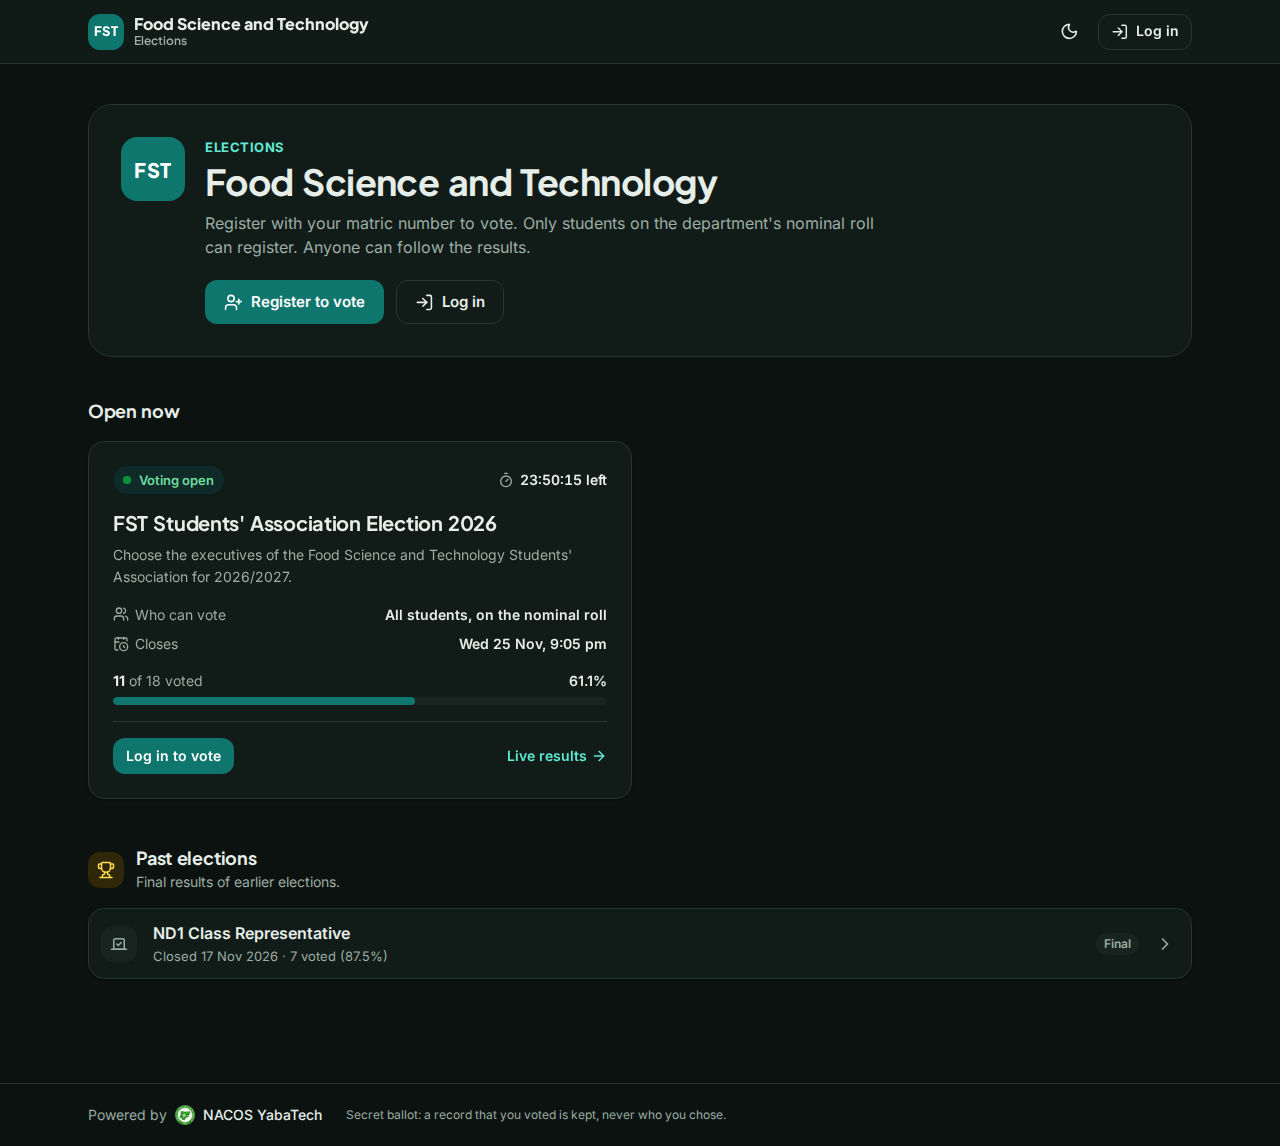 FST
Food Science and Technology
Elections
Log in
FST
ELECTIONS
Food Science and Technology
Register with your matric number to vote. Only students on the department's nominal roll
can register. Anyone can follow the results.
Register to vote
Log in
Open now
Voting open
23:50:15 left
FST Students' Association Election 2026
Choose the executives of the Food Science and Technology Students'
Association for 2026/2027.
Who can vote
All students, on the nominal roll
Closes
Wed 25 Nov, 9:05 pm
11 of 18 voted
61.1%
Log in to vote
Live results
Past elections
Final results of earlier elections.
ND1 Class Representative
Closed 17 Nov 2026 · 7 voted (87.5%)
Final
Powered by
NACOS YabaTech
Secret ballot: a record that you voted is kept, never who you chose.